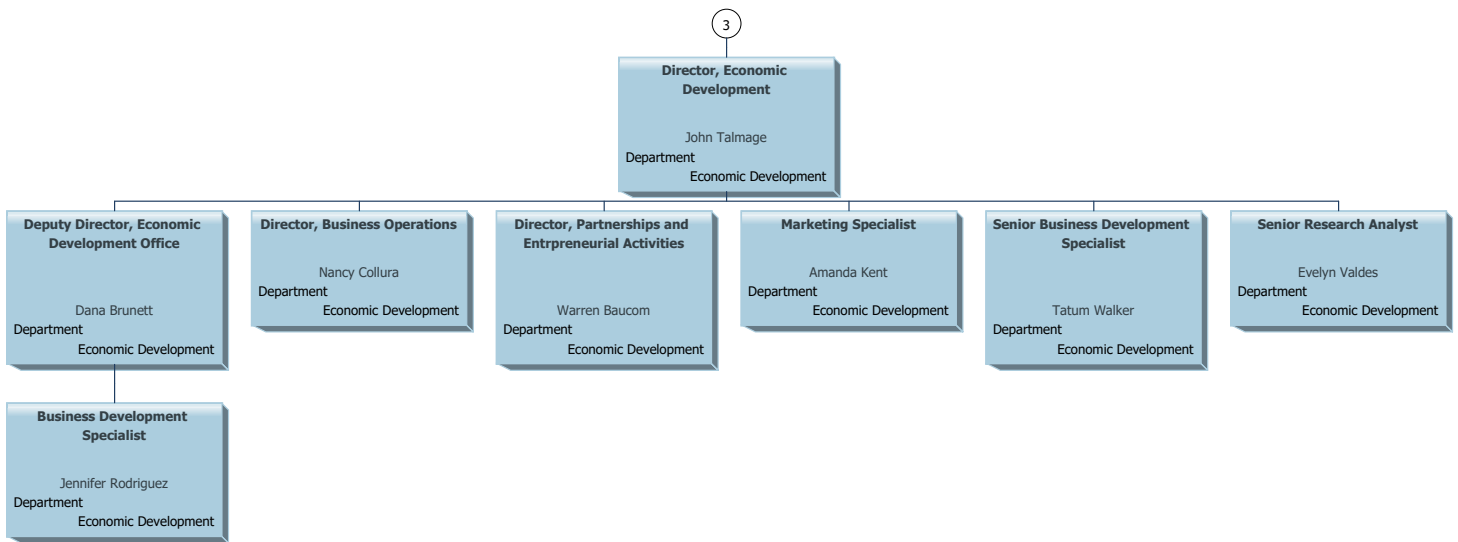 3
Director, Economic
Development
John Talmage
Department
Economic Development
Deputy Director, Economic
Development Office
Dana Brunett
Department
Economic Development
Director, Business Operations
Nancy Collura
Department
Economic Development
Director, Partnerships and
Entrpreneurial Activities
Warren Baucom
Department
Economic Development
Marketing Specialist
Amanda Kent
Department
Economic Development
Senior Business Development
Specialist
Tatum Walker
Department
Economic Development
Senior Research Analyst
Evelyn Valdes
Department
Economic Development
Business Development
Specialist
Jennifer Rodriguez
Department
Economic Development